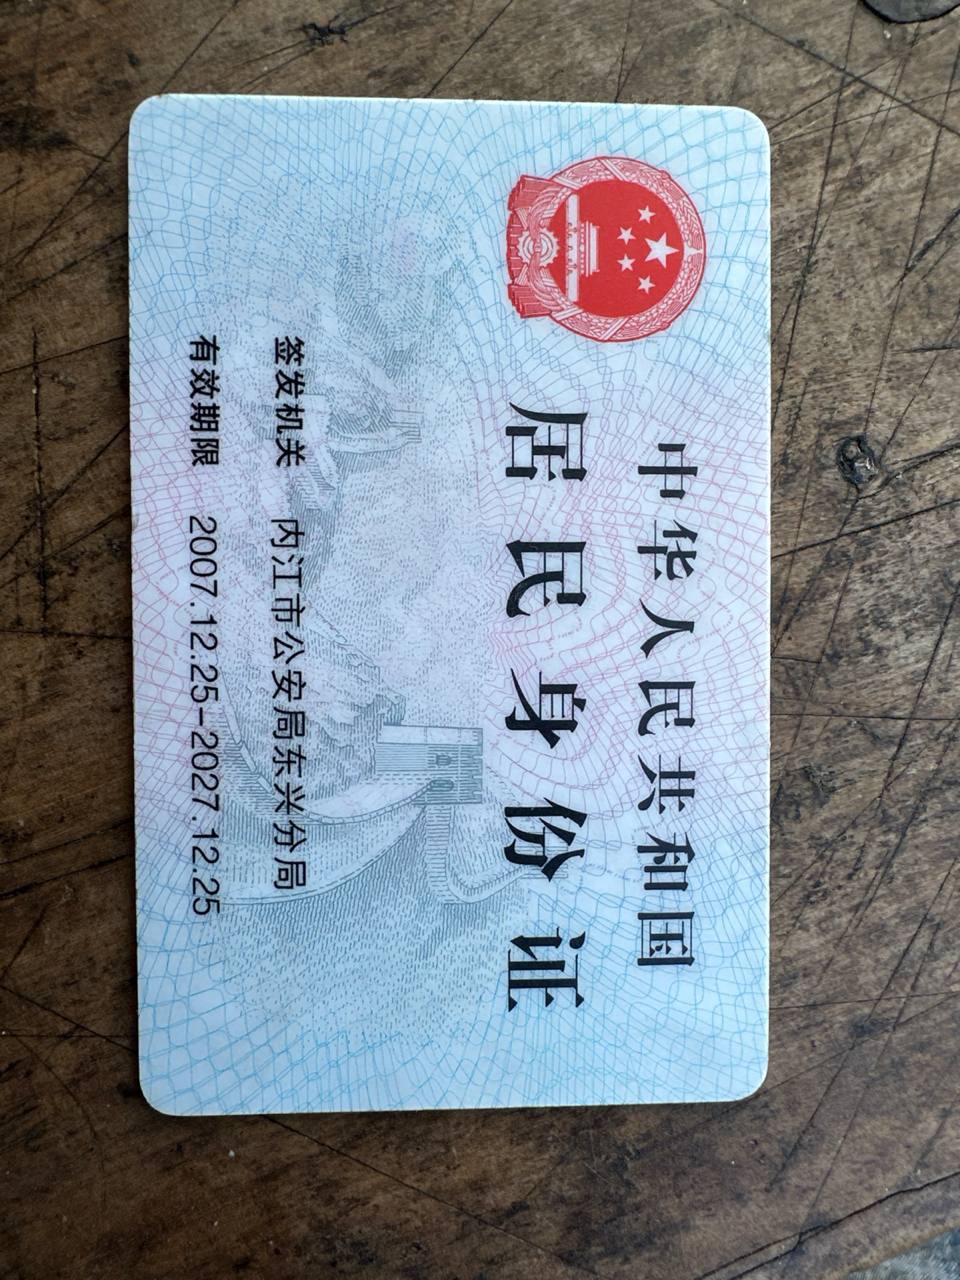 中华人民共和国
居民身份证
签发机关 内江市公安局东兴分局
有效期限 2007.12.25-2027.12.25